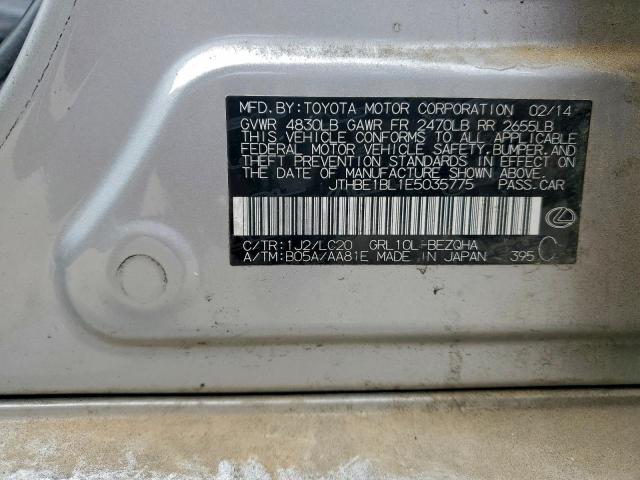 MFD.BY:TOYOTA MOTOR CORPORATION 02/14
GVWR 4830LB GAWR FR 2470LB RR 2655LB
THIS VEHICLE CONFORMS TO ALL APPLICABLE
FEDERAL MOTOR VEHICLE SAFETY,BUMPER,AND
THEFT PREVENTION STANDARDS IN EFFECT ON
THE DATE OF MANUFACTURE SHOWN ABOVE.
JTHBE1BL1E5035775 PASS.CAR
C/TR:1J2/LC20 GRL10L-BEZQHA
A/TM:B05A/AA81E MADE IN JAPAN 395 C